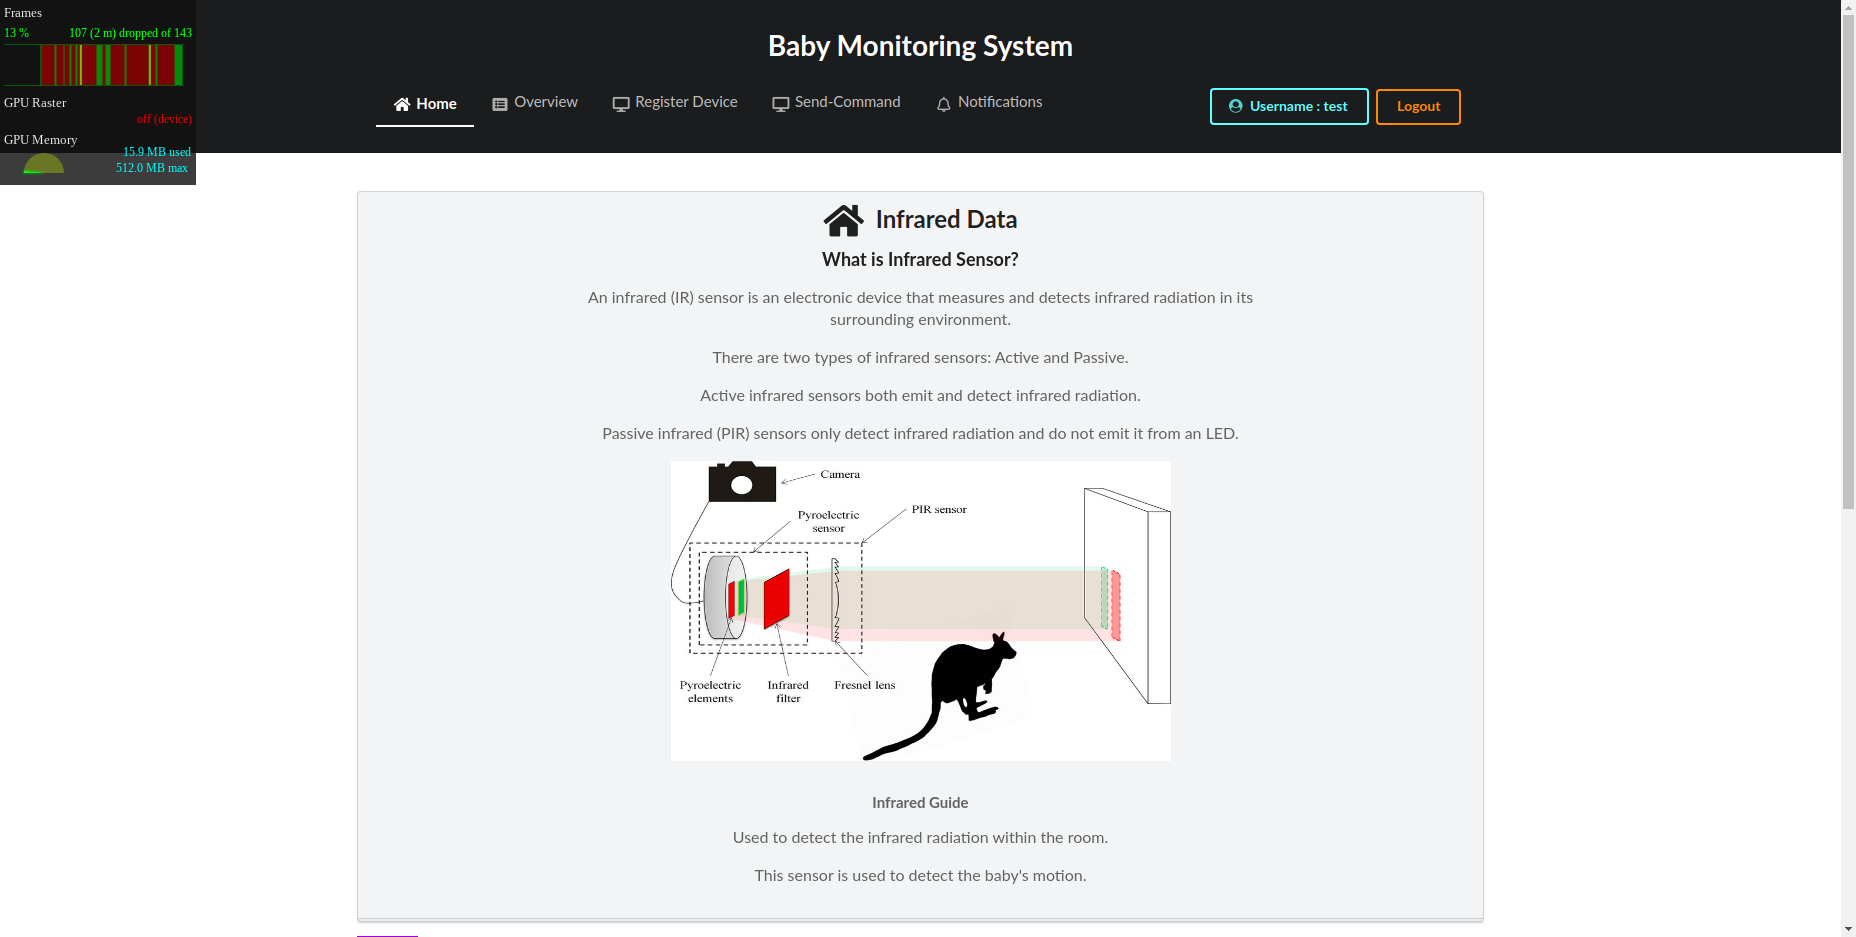 Frames
13 % 107 (2 m) dropped of 143
GPU Raster
off (device)
GPU Memory
15.9 MB used
512.0 MB max
Baby Monitoring System
Home Overview Register Device Send-Command Notifications Username : test Logout
Infrared Data
What is Infrared Sensor?
An infrared (IR) sensor is an electronic device that measures and detects infrared radiation in its
surrounding environment.
There are two types of infrared sensors: Active and Passive.
Active infrared sensors both emit and detect infrared radiation.
Passive infrared (PIR) sensors only detect infrared radiation and do not emit it from an LED.
Camera
PIR sensor
Pyroelectric
sensor
Pyroelectric
elements
Infrared
filter
Fresnel lens
Infrared Guide
Used to detect the infrared radiation within the room.
This sensor is used to detect the baby's motion.